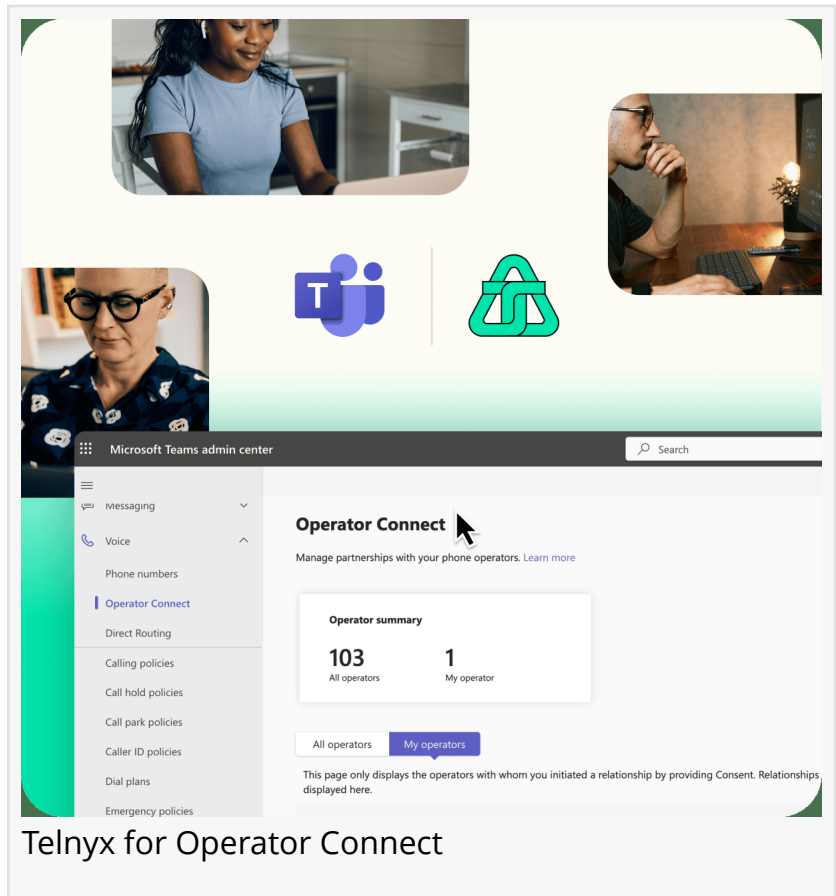 T
Microsoft Teams admin center
Search
Messaging
Voice
Phone numbers
Operator Connect
Direct Routing
Calling policies
Call hold policies
Call park policies
Caller ID policies
Dial plans
Emergency policies
Operator Connect
Manage partnerships with your phone operators. Learn more
Operator summary
103 1
All operators My operator
All operators My operators
This page only displays the operators with whom you initiated a relationship by providing Consent. Relationships
displayed here.
Telnyx for Operator Connect